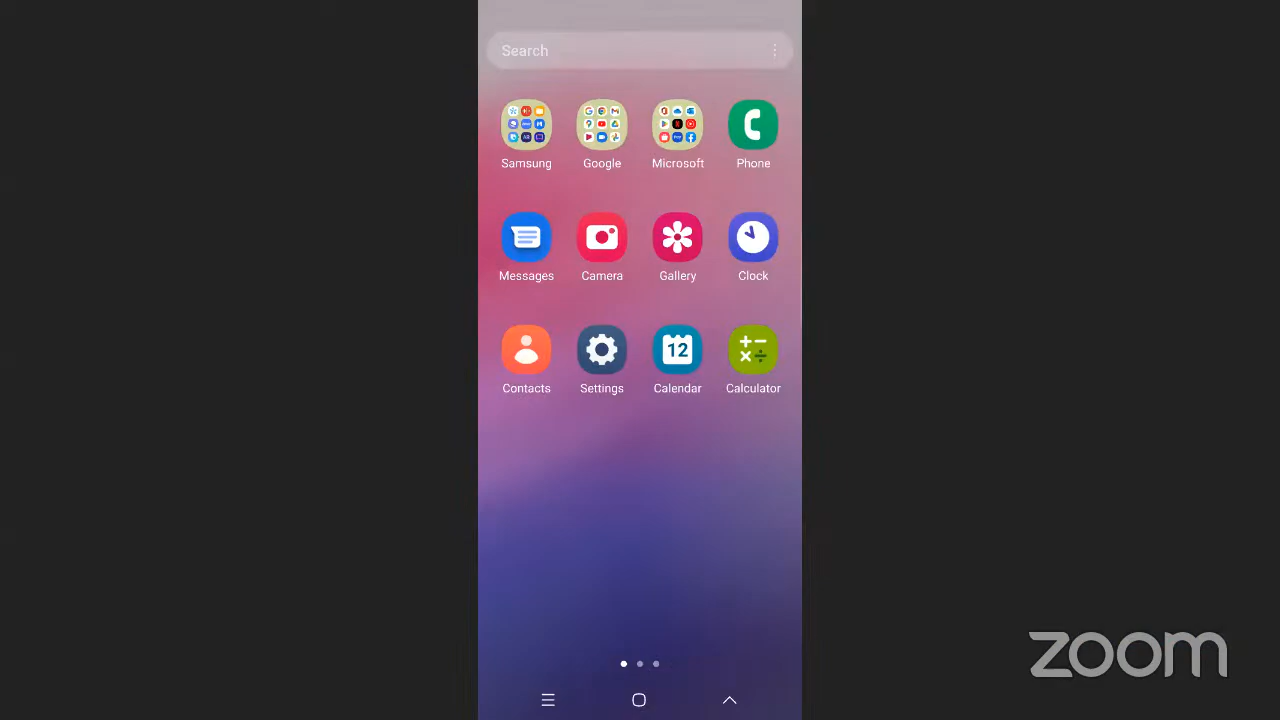 Search
Samsung Google Microsoft Phone
Messages Camera Gallery Clock
12
Contacts Settings Calendar Calculator
zoom